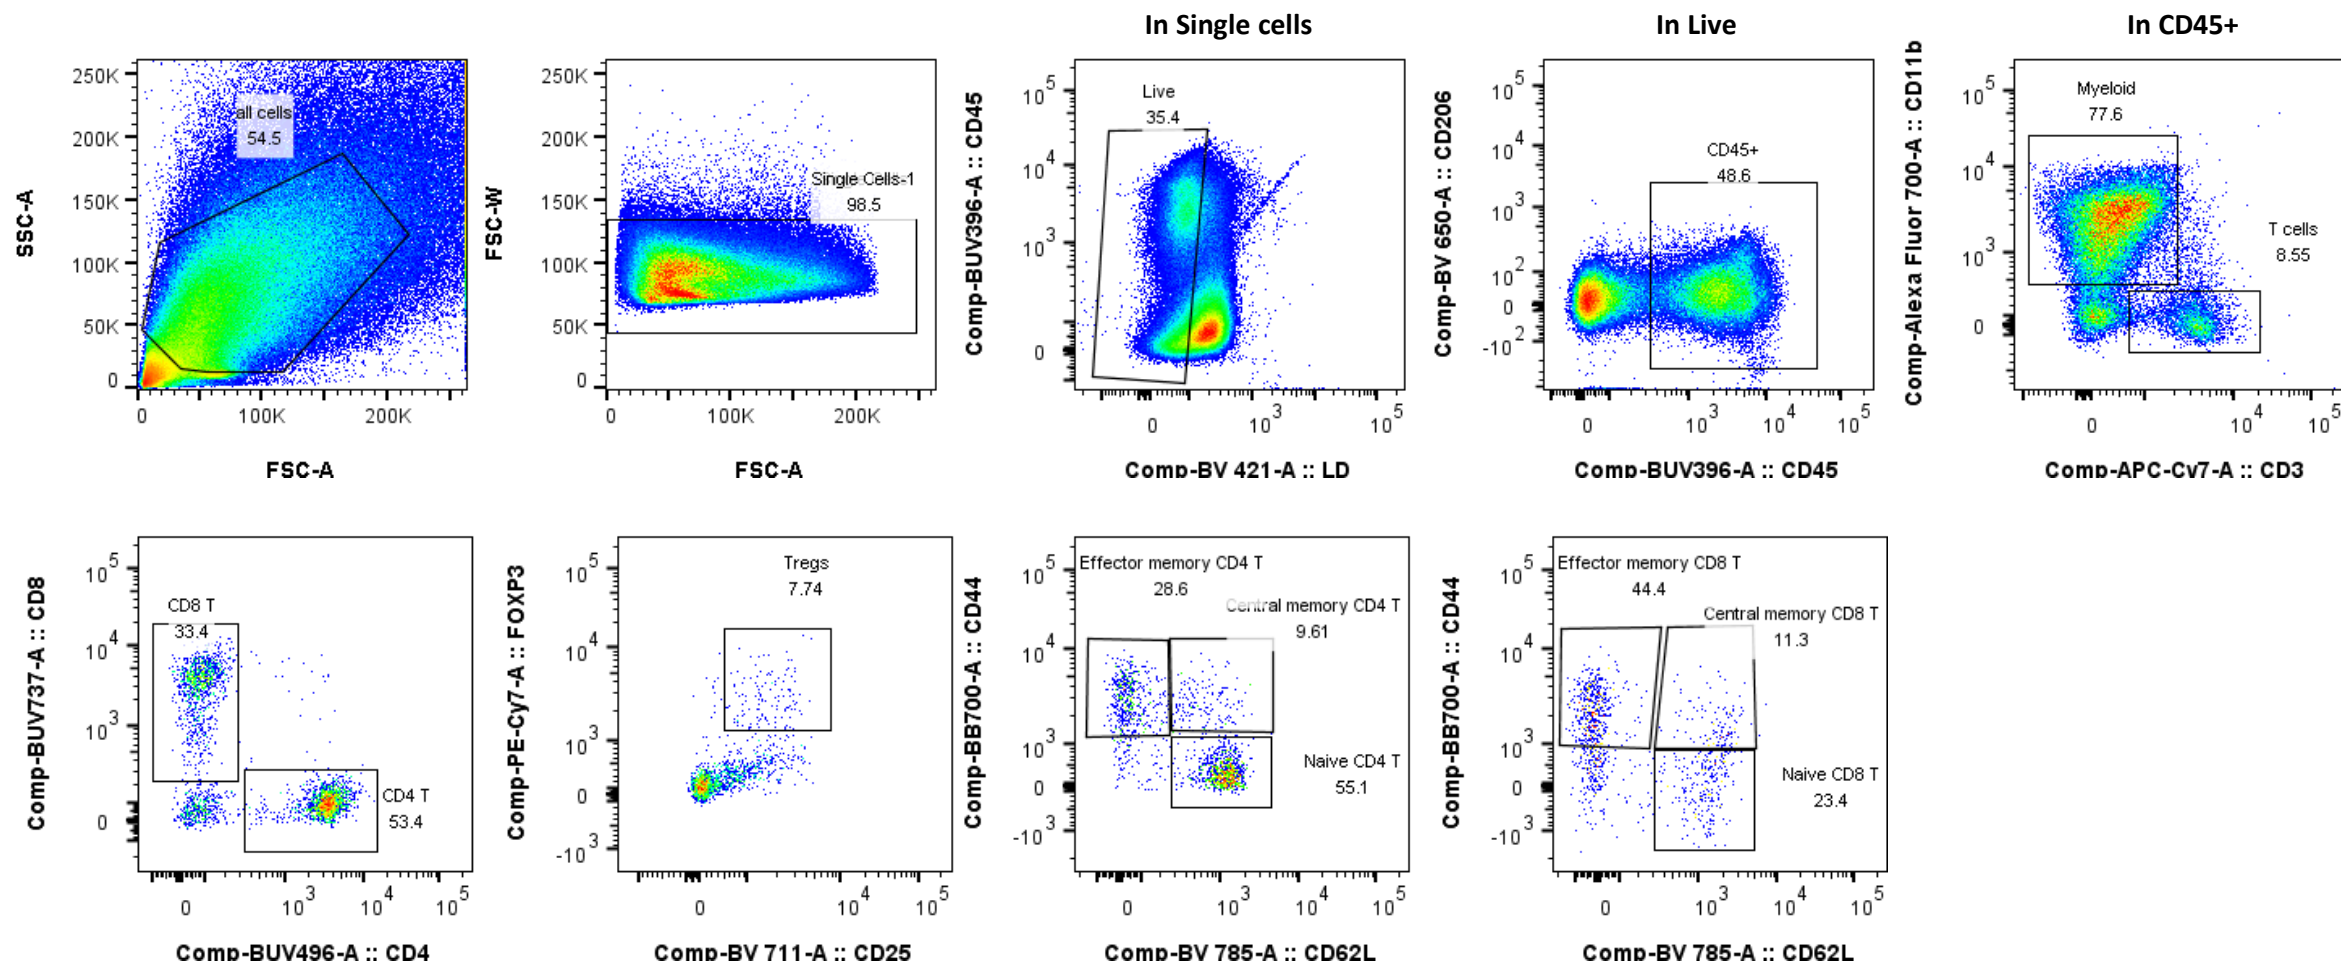 In Single cells
In Live
In CD45+
250K
200K
150K
100K
50K
0
SSC-A
all cells
54.5
0
100K
200K
FSC-A
250K
200K
150K
100K
50K
0
FSC-W
Single Cells-1
98.5
0
100K
200K
FSC-A
10^5
10^4
10^3
0
Comp-BUV396-A :: CD45
Live
35.4
0
10^3
10^5
Comp-BV 421-A :: LD
10^5
10^4
10^3
10^2
0
-10^2
Comp-BV 650-A :: CD206
CD45+
48.6
0
10^3
10^4
10^5
Comp-BUV396-A :: CD45
10^5
10^4
10^3
0
Comp-Alexa Fluor 700-A :: CD11b
Myeloid
77.6
T cells
8.55
0
10^4
10^5
Comp-APC-Cy7-A :: CD3
10^5
10^4
10^3
0
Comp-BUV737-A :: CD8
CD8 T
33.4
CD4 T
53.4
0
10^3
10^4
10^5
Comp-BUV496-A :: CD4
10^5
10^4
10^3
0
-10^3
Comp-PE-Cy7-A :: FOXP3
Tregs
7.74
0
10^4
10^5
Comp-BV 711-A :: CD25
10^5
10^4
10^3
0
-10^3
Comp-BB700-A :: CD44
Effector memory CD4 T
28.6
Central memory CD4 T
9.61
Naive CD4 T
55.1
0
10^3
10^4
10^5
Comp-BV 785-A :: CD62L
10^5
10^4
10^3
0
-10^3
Comp-BB700-A :: CD44
Effector memory CD8 T
44.4
Central memory CD8 T
11.3
Naive CD8 T
23.4
0
10^3
10^4
10^5
Comp-BV 785-A :: CD62L